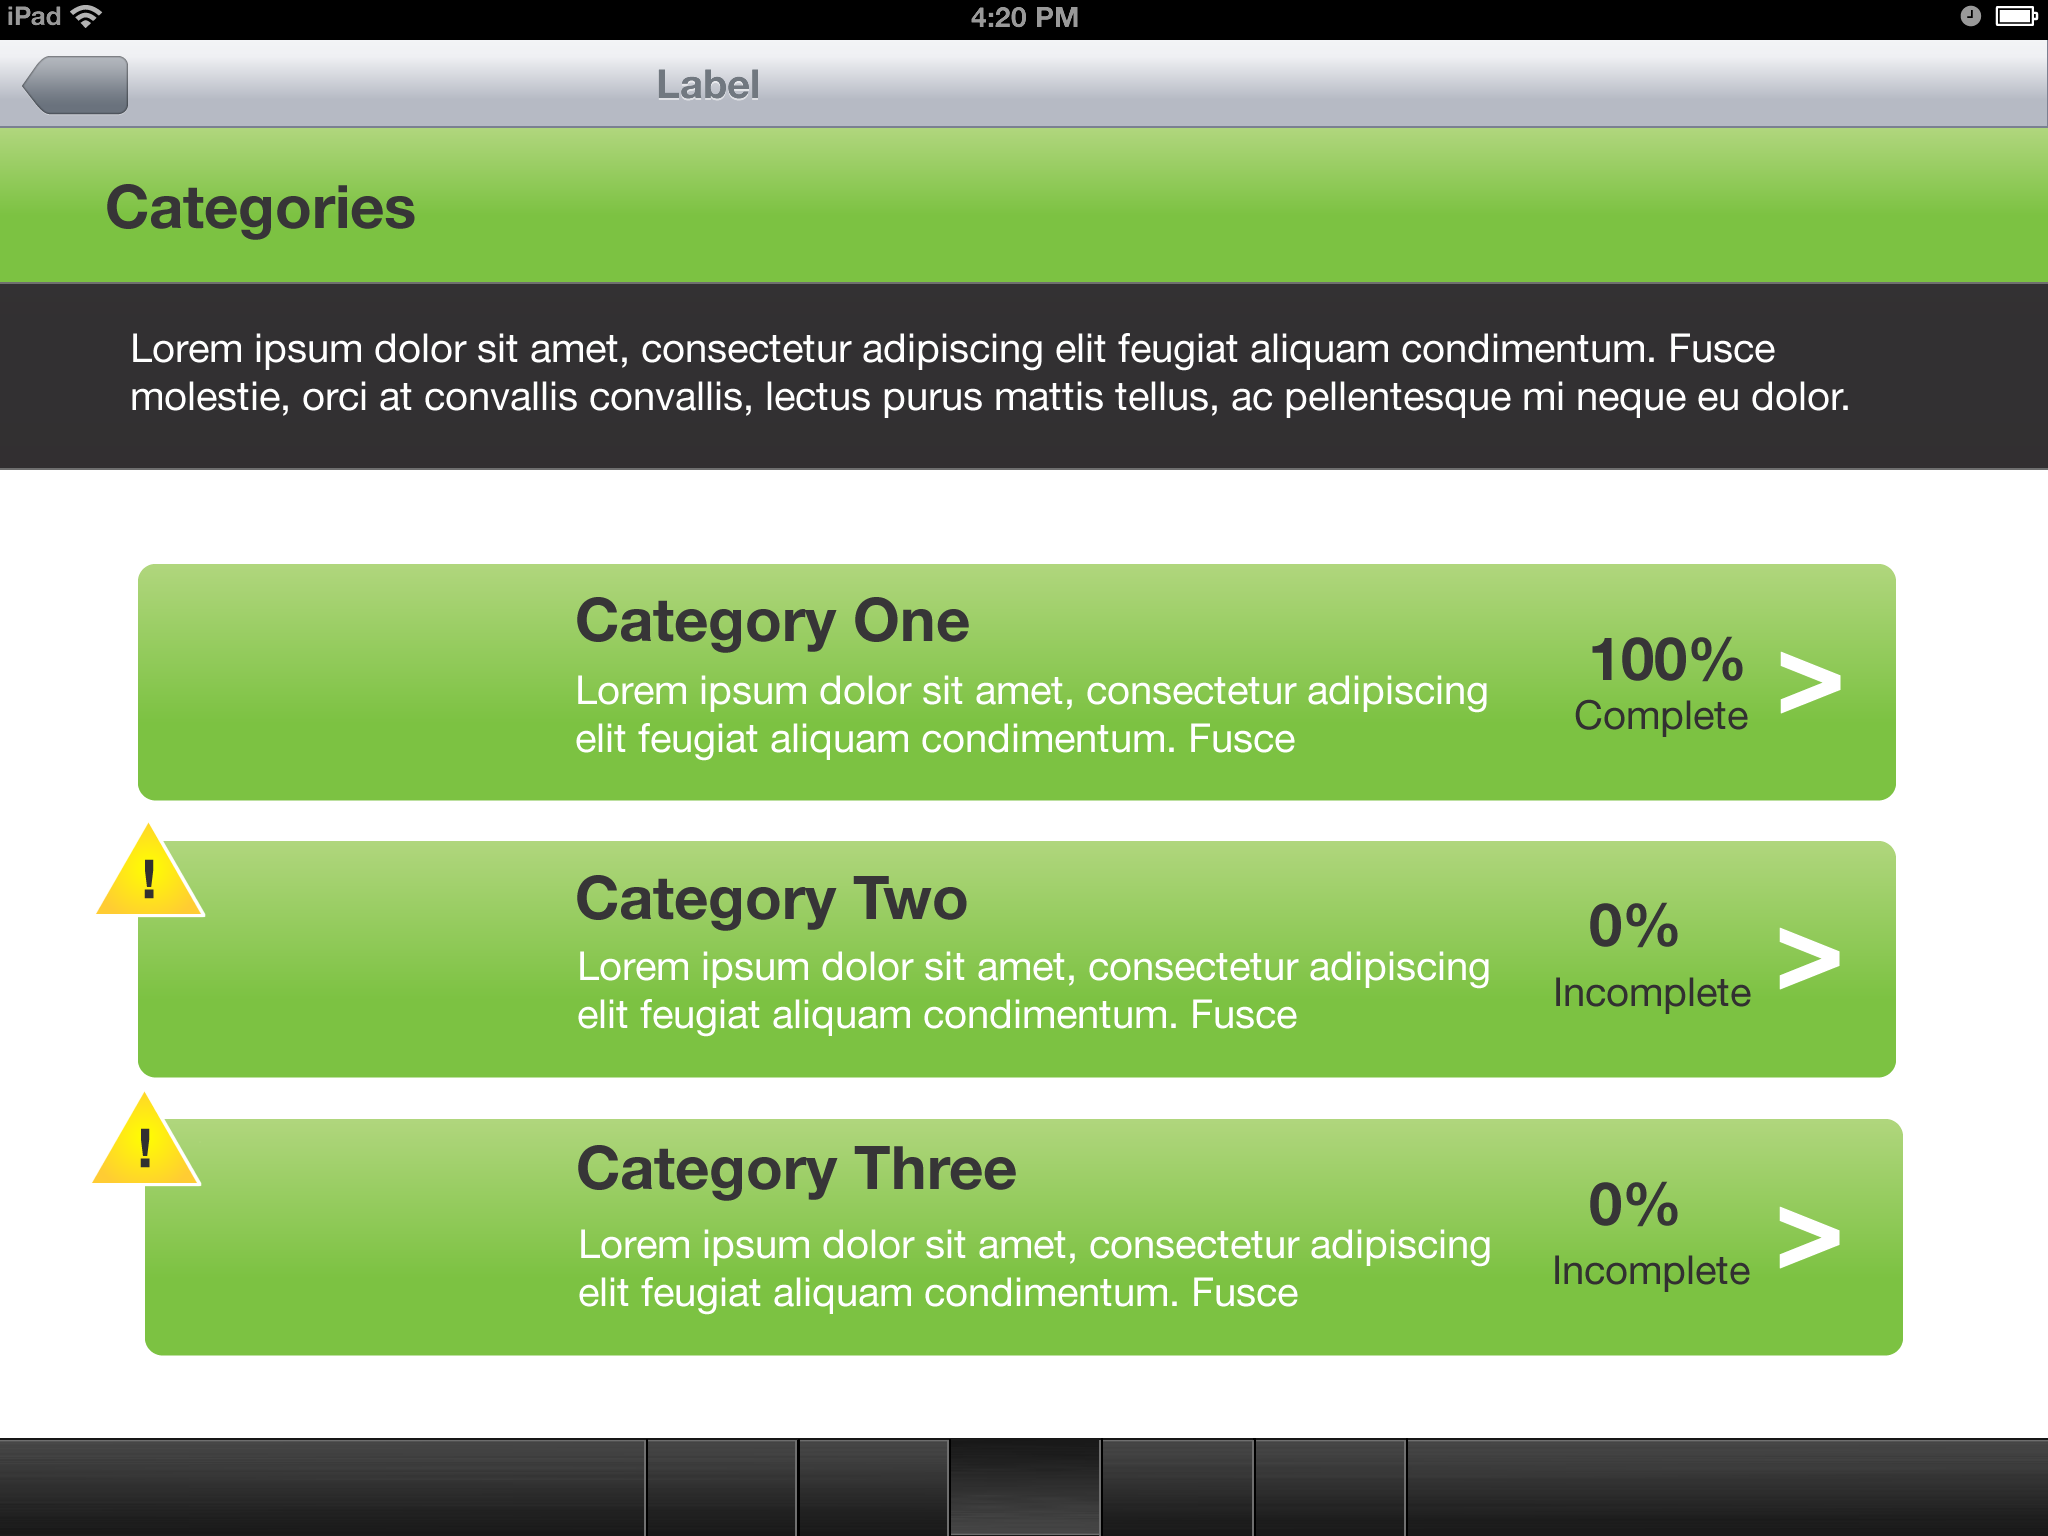 iPad
4:20 PM
Label
Categories
Lorem ipsum dolor sit amet, consectetur adipiscing elit feugiat aliquam condimentum. Fusce
molestie, orci at convallis convallis, lectus purus mattis tellus, ac pellentesque mi neque eu dolor.
Category One
Lorem ipsum dolor sit amet, consectetur adipiscing
elit feugiat aliquam condimentum. Fusce
100%
Complete
>
!
Category Two
Lorem ipsum dolor sit amet, consectetur adipiscing
elit feugiat aliquam condimentum. Fusce
0%
Incomplete
>
!
Category Three
Lorem ipsum dolor sit amet, consectetur adipiscing
elit feugiat aliquam condimentum. Fusce
0%
Incomplete
>